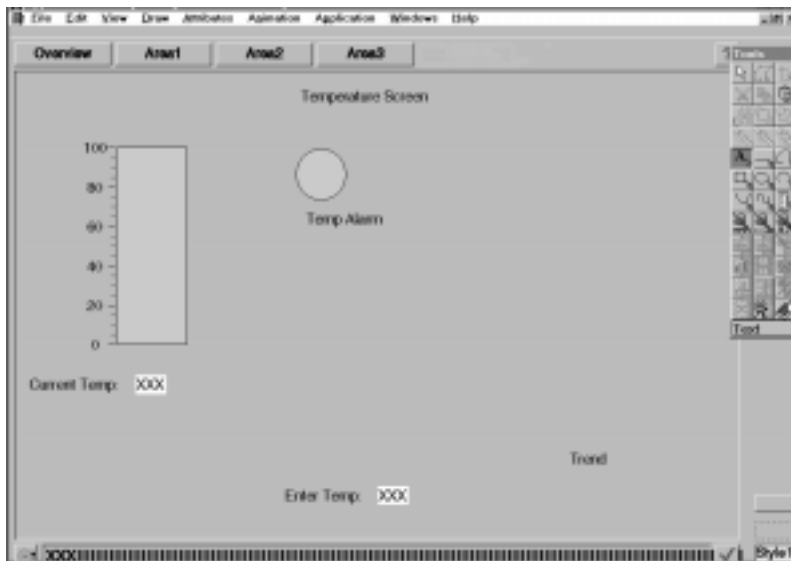 File Edit View Draw Attributes Animation Application Windows Help
Overview Area1 Area2 Area3
Tools
Temperature Screen
100
80
60
40
20
0
Temp Alarm
Current Temp: XXX
Trend
Enter Temp: XXX
Text
XXX
Style1